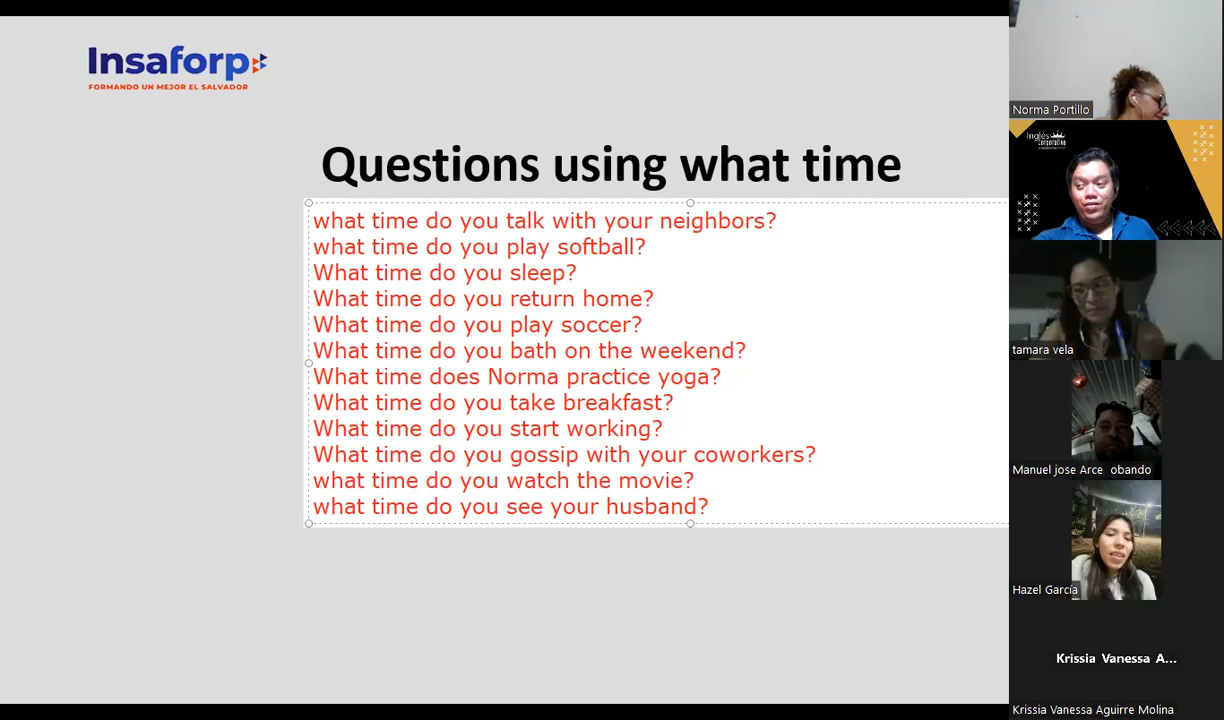 Insaforp
FORMANDO UN MEJOR EL SALVADOR
Questions using what time
what time do you talk with your neighbors?
what time do you play softball?
What time do you sleep?
What time do you return home?
What time do you play soccer?
What time do you bath on the weekend?
What time does Norma practice yoga?
What time do you take breakfast?
What time do you start working?
What time do you gossip with your coworkers?
what time do you watch the movie?
what time do you see your husband?
Norma Portillo
Inglés
Corporativo
tamara vela
Manuel jose Arce obando
Hazel García
Krissia Vanessa A...
Krissia Vanessa Aguirre Molina